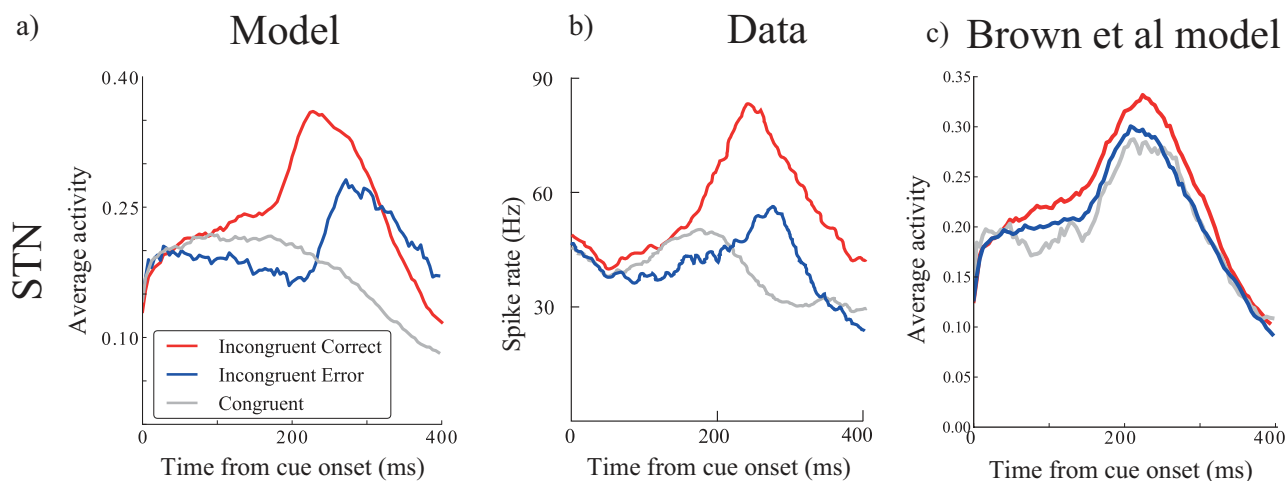 a)
Model
b)
Data
c)
Brown et al model
STN
Average activity
0.40
0.25
0.10
Incongruent Correct
Incongruent Error
Congruent
0
200
400
Time from cue onset (ms)
Spike rate (Hz)
90
60
30
0
200
400
Time from cue onset (ms)
Average activity
0.35
0.30
0.25
0.20
0.15
0.10
0.05
0.00
0
200
400
Time from cue onset (ms)